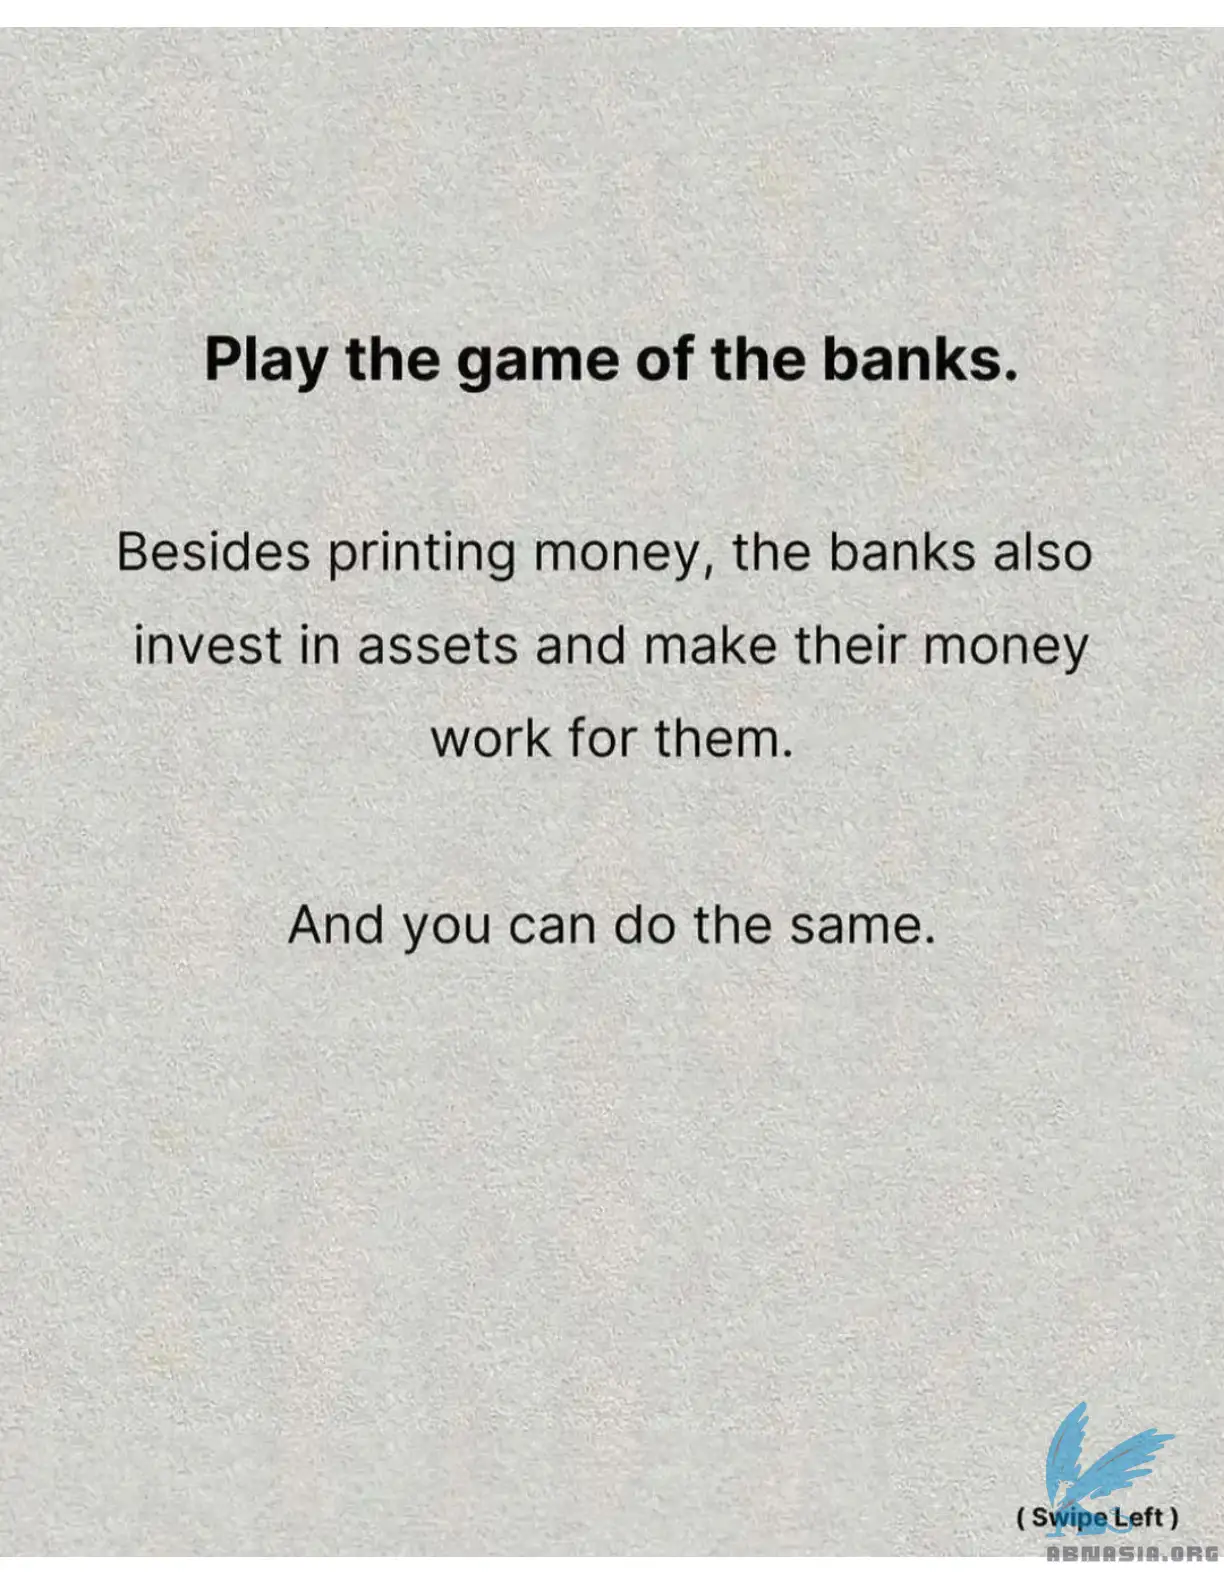 Play the game of the banks.
Besides printing money, the banks also
invest in assets and make their money
work for them.
And you can do the same.
( Swipe Left )
ABNASIA.ORG